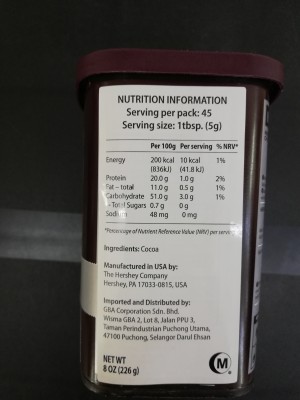 NUTRITION INFORMATION
Serving per pack: 45
Serving size: 1tbsp. (5g)
Per 100g Per serving % NRV*
Energy 200 kcal 10 kcal 1%
(836kJ) (41.8 kJ)
Protein 20.0 g 1.0 g 2%
Fat - total 11.0 g 0.5 g 1%
Carbohydrate 51.0 g 3.0 g 1%
- Total Sugars 0.7 g 0 g
Sodium 48 mg 0 mg
*Percentage of Nutrient Reference Value (NRV) per serving
Ingredients: Cocoa
Manufactured in USA by:
The Hershey Company
Hershey, PA 17033-0815, USA
Imported and Distributed by:
GBA Corporation Sdn. Bhd.
Wisma GBA 2, Lot 8, Jalan PPU 3,
Taman Perindustrian Puchong Utama,
47100 Puchong, Selangor Darul Ehsan
NET WT
8 OZ (226 g)
M